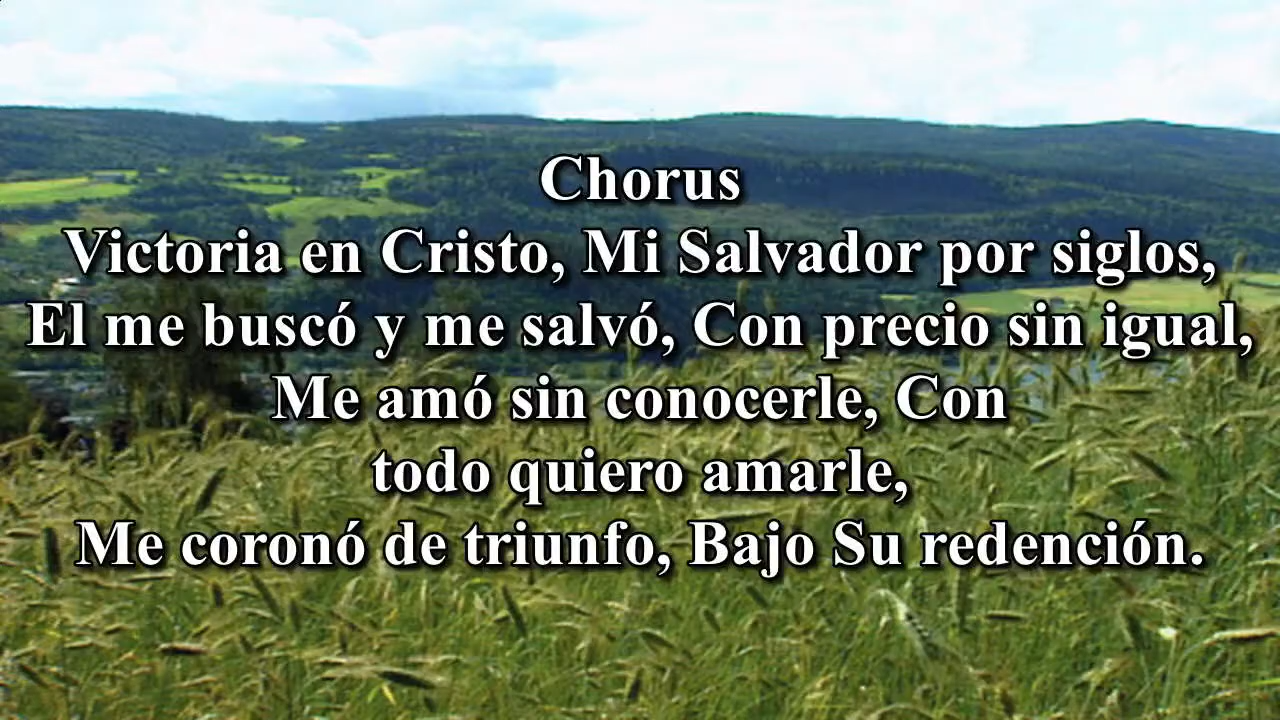 Chorus
Victoria en Cristo, Mi Salvador por siglos,
El me buscó y me salvó, Con precio sin igual,
Me amó sin conocerle, Con
todo quiero amarle,
Me coronó de triunfo, Bajo Su redención.